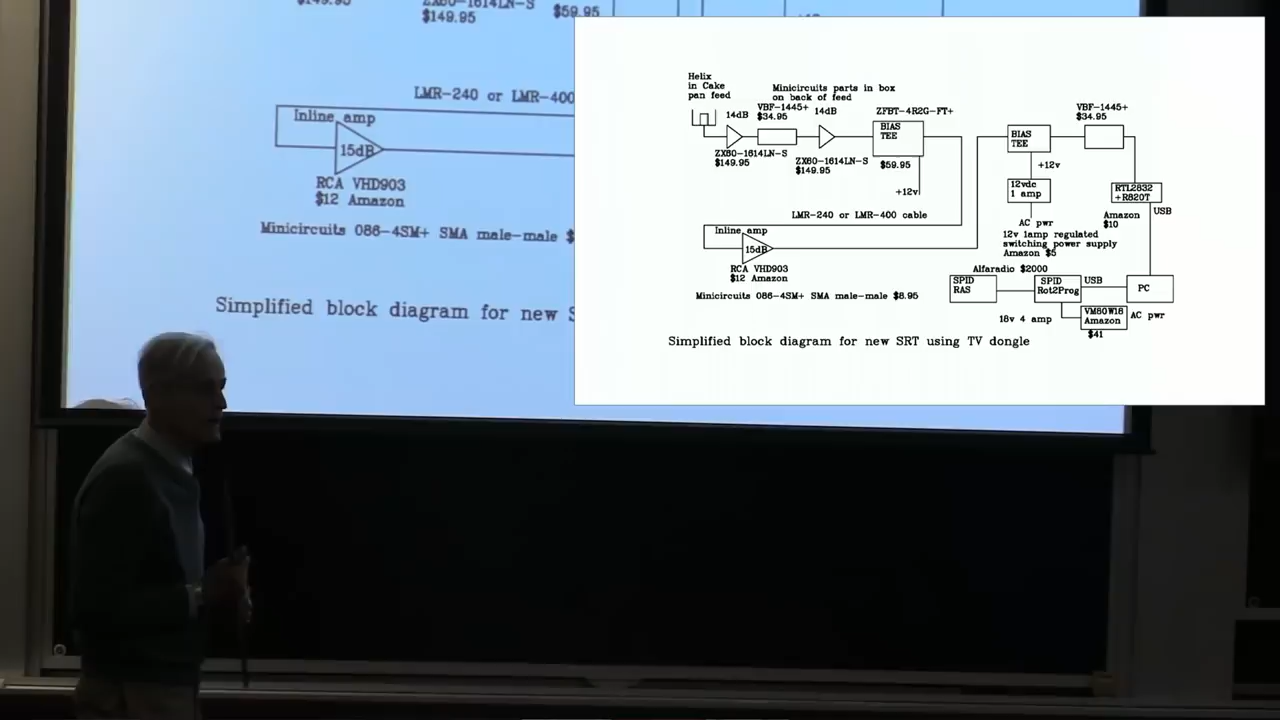 $149.95
ZX60-1614LN-S
$149.95
$59.95
LMR-240 or LMR-400
Inline amp
15dB
RCA VHD903
$12 Amazon
Minicircuits 086-4SM+ SMA male-male $
Simplified block diagram for new S
Helix
in Cake
pan feed
Minicircuits parts in box
on back of feed
14dB
VBF-1445+
$34.95
14dB
ZFBT-4R2G-FT+
VBF-1445+
$34.95
BIAS
TEE
BIAS
TEE
ZX60-1614LN-S
$149.95
ZX60-1614LN-S
$149.95
$59.95
+12v
+12v
12vdc
1 amp
RTL2832
+R820T
AC pwr
Amazon
$10
USB
LMR-240 or LMR-400 cable
12v 1amp regulated
switching power supply
Amazon $5
Inline amp
15dB
RCA VHD903
$12 Amazon
Alfaradio $2000
SPID
RAS
SPID
Rot2Prog
USB
PC
Minicircuits 086-4SM+ SMA male-male $8.95
18v 4 amp
VM80W18
Amazon
$41
AC pwr
Simplified block diagram for new SRT using TV dongle